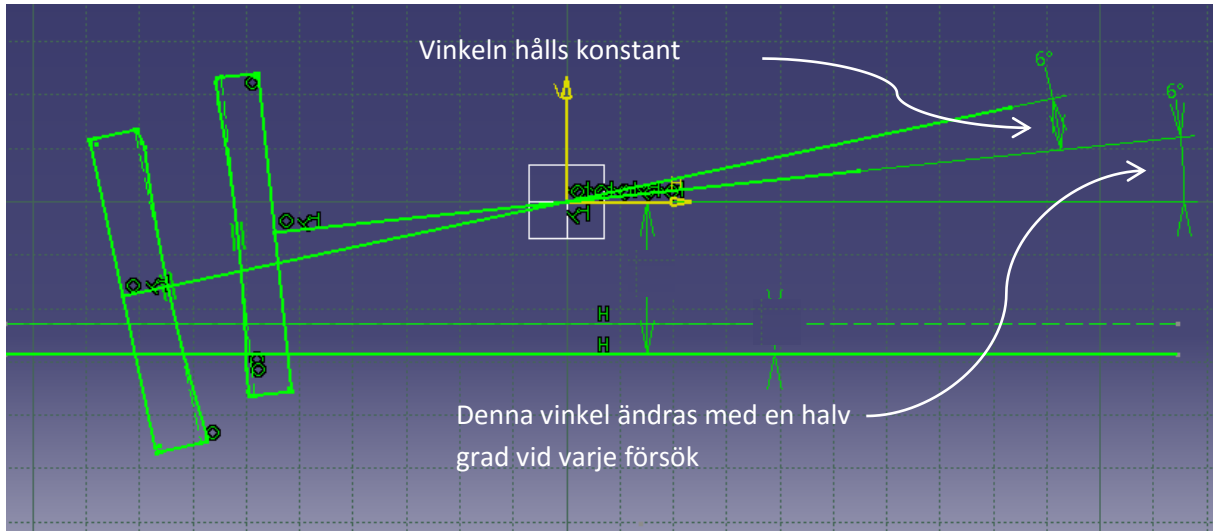 Vinkeln hålls konstant
6°
6°
H
H
Denna vinkel ändras med en halv
grad vid varje försök